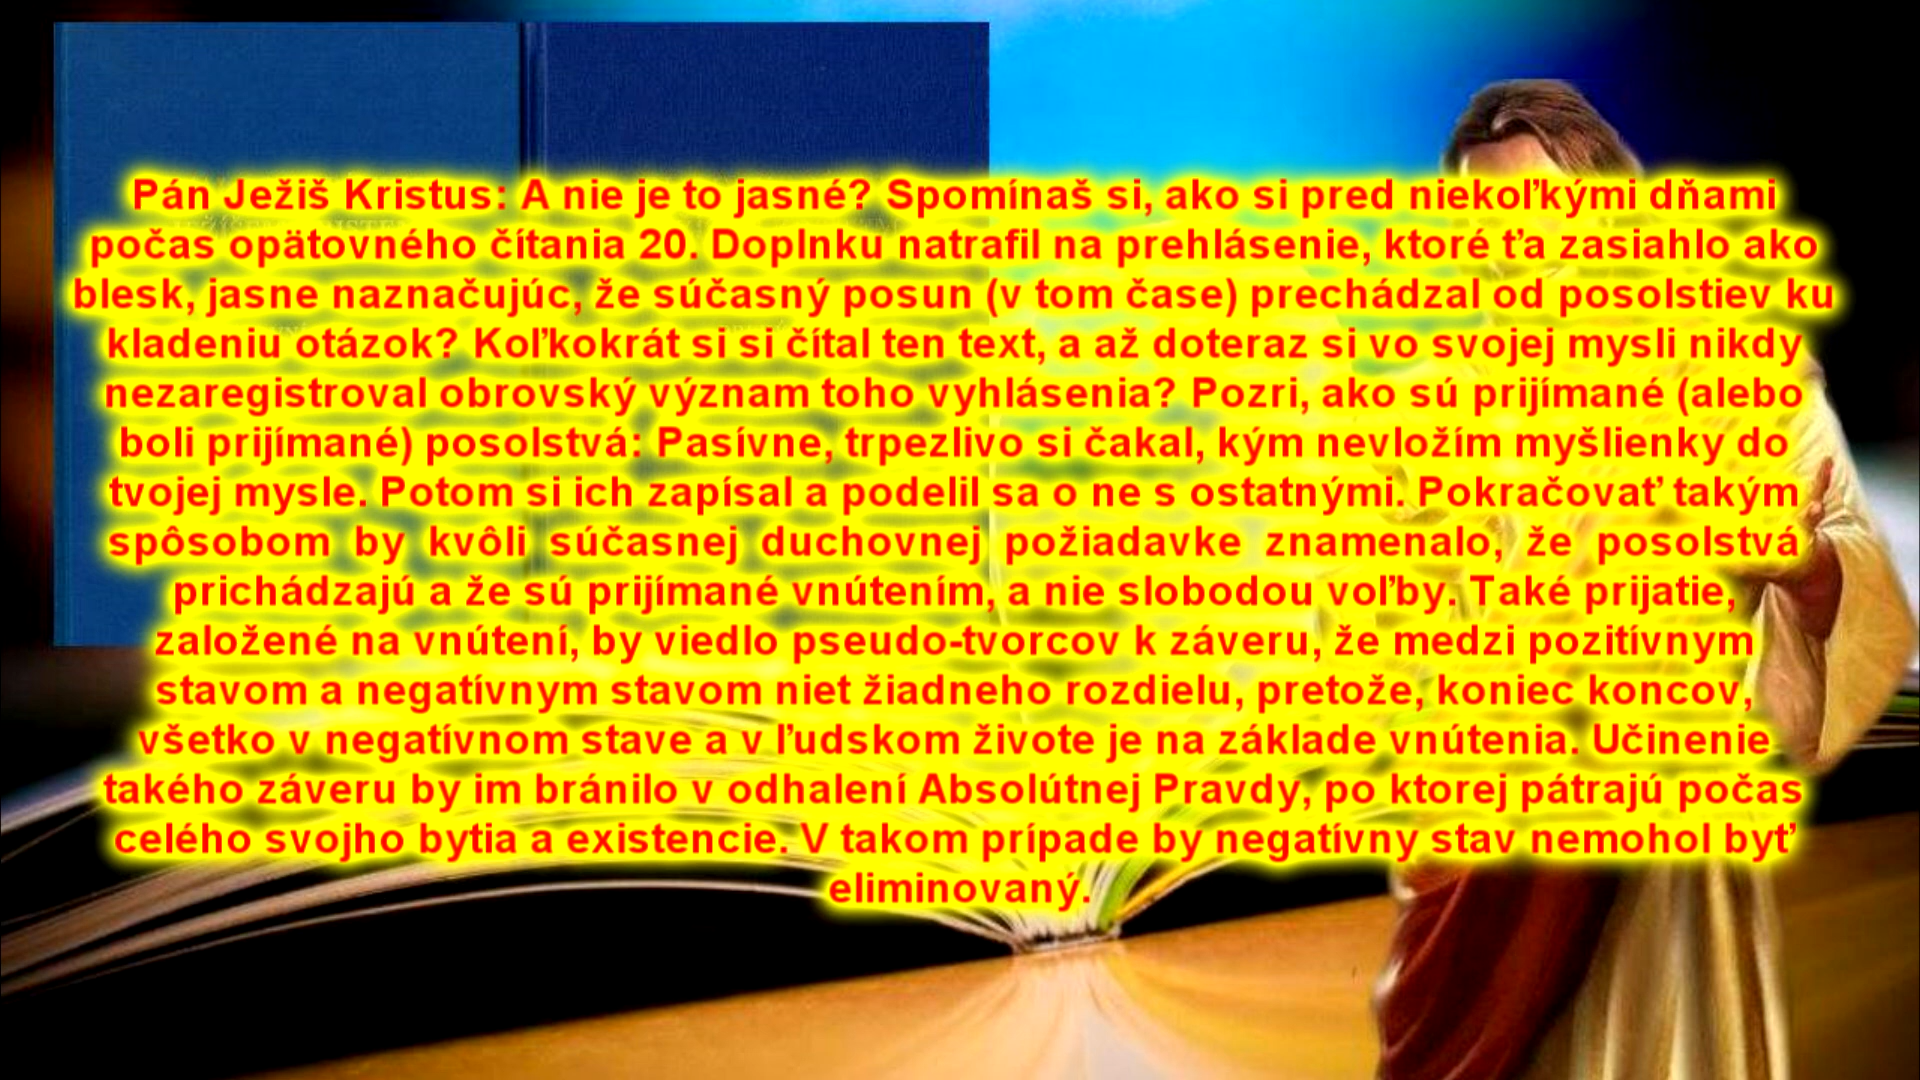 Pán Ježiš Kristus: A nie je to jasné? Spomínaš si, ako si pred niekoľkými dňami
počas opätovného čítania 20. Doplnku natrafil na prehlásenie, ktoré ťa zasiahlo ako
blesk, jasne naznačujúc, že súčasný posun (v tom čase) prechádzal od posolstiev ku
kladeniu otázok? Koľkokrát si si čítal ten text, a až doteraz si vo svojej mysli nikdy
nezaregistroval obrovský význam toho vyhlásenia? Pozri, ako sú prijímané (alebo
boli prijímané) posolstvá: Pasívne, trpezlivo si čakal, kým nevložím myšlienky do
tvojej mysle. Potom si ich zapísal a podelil sa o ne s ostatnými. Pokračovať takým
spôsobom by kvôli súčasnej duchovnej požiadavke znamenalo, že posolstvá
prichádzajú a že sú prijímané vnútením, a nie slobodou voľby. Také prijatie,
založené na vnútení, by viedlo pseudo-tvorcov k záveru, že medzi pozitívnym
stavom a negatívnym stavom niet žiadneho rozdielu, pretože, koniec koncov,
všetko v negatívnom stave a v ľudskom živote je na základe vnútenia. Učinenie
takého záveru by im bránilo v odhalení Absolútnej Pravdy, po ktorej pátrajú počas
celého svojho bytia a existencie. V takom prípade by negatívny stav nemohol byť
eliminovaný.